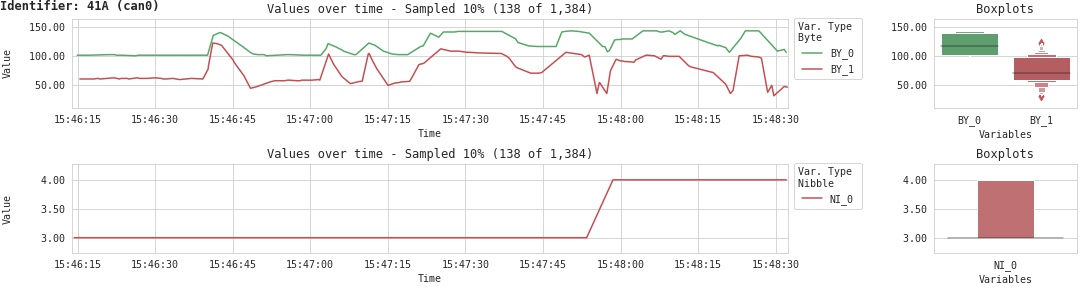 Identifier: 41A (can0)
Values over time - Sampled 10% (138 of 1,384)
Value
150.00
100.00
50.00
15:46:15 15:46:30 15:46:45 15:47:00 15:47:15 15:47:30 15:47:45 15:48:00 15:48:15 15:48:30
Time
Var. Type
Byte
BY_0
BY_1
Boxplots
150.00
100.00
50.00
BY_0 BY_1
Variables
Values over time - Sampled 10% (138 of 1,384)
Value
4.00
3.50
3.00
15:46:15 15:46:30 15:46:45 15:47:00 15:47:15 15:47:30 15:47:45 15:48:00 15:48:15 15:48:30
Time
Var. Type
Nibble
NI_0
Boxplots
4.00
3.50
3.00
NI_0
Variables